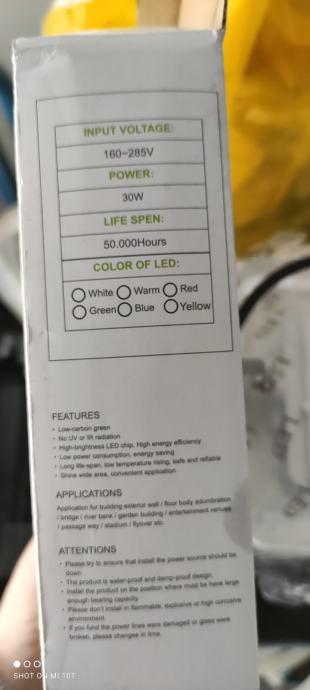 INPUT VOLTAGE:
160~285V
POWER:
30W
LIFE SPEN:
50.000Hours
COLOR OF LED:
White Warm Red
Green Blue Yellow
FEATURES
· Low-carbon green
· No UV or IR radiation
· High-brightness LED chip, High energy efficiency
· Low power consumption, energy saving
· Long life-span, low temperature rising, safe and reliable
· Shine wide area, convenient application
APPLICATIONS
Application for building exterior wall / floor body adumbration
/ bridge / river bank / garden building / entertainment venues
/ passage way / stadium / flyover etc.
ATTENTIONS
· Please try to ensure that install the power source should be
down
· The product is water-proof and damp-proof design.
· Install the product on the position where must be have large
enough bearing capacity.
· Please don't install in flammable, explosive or high corrosive
environment.
· If you fund the power lines were damaged or glass were
broken, please changes in time.
SHOT ON MI 10T